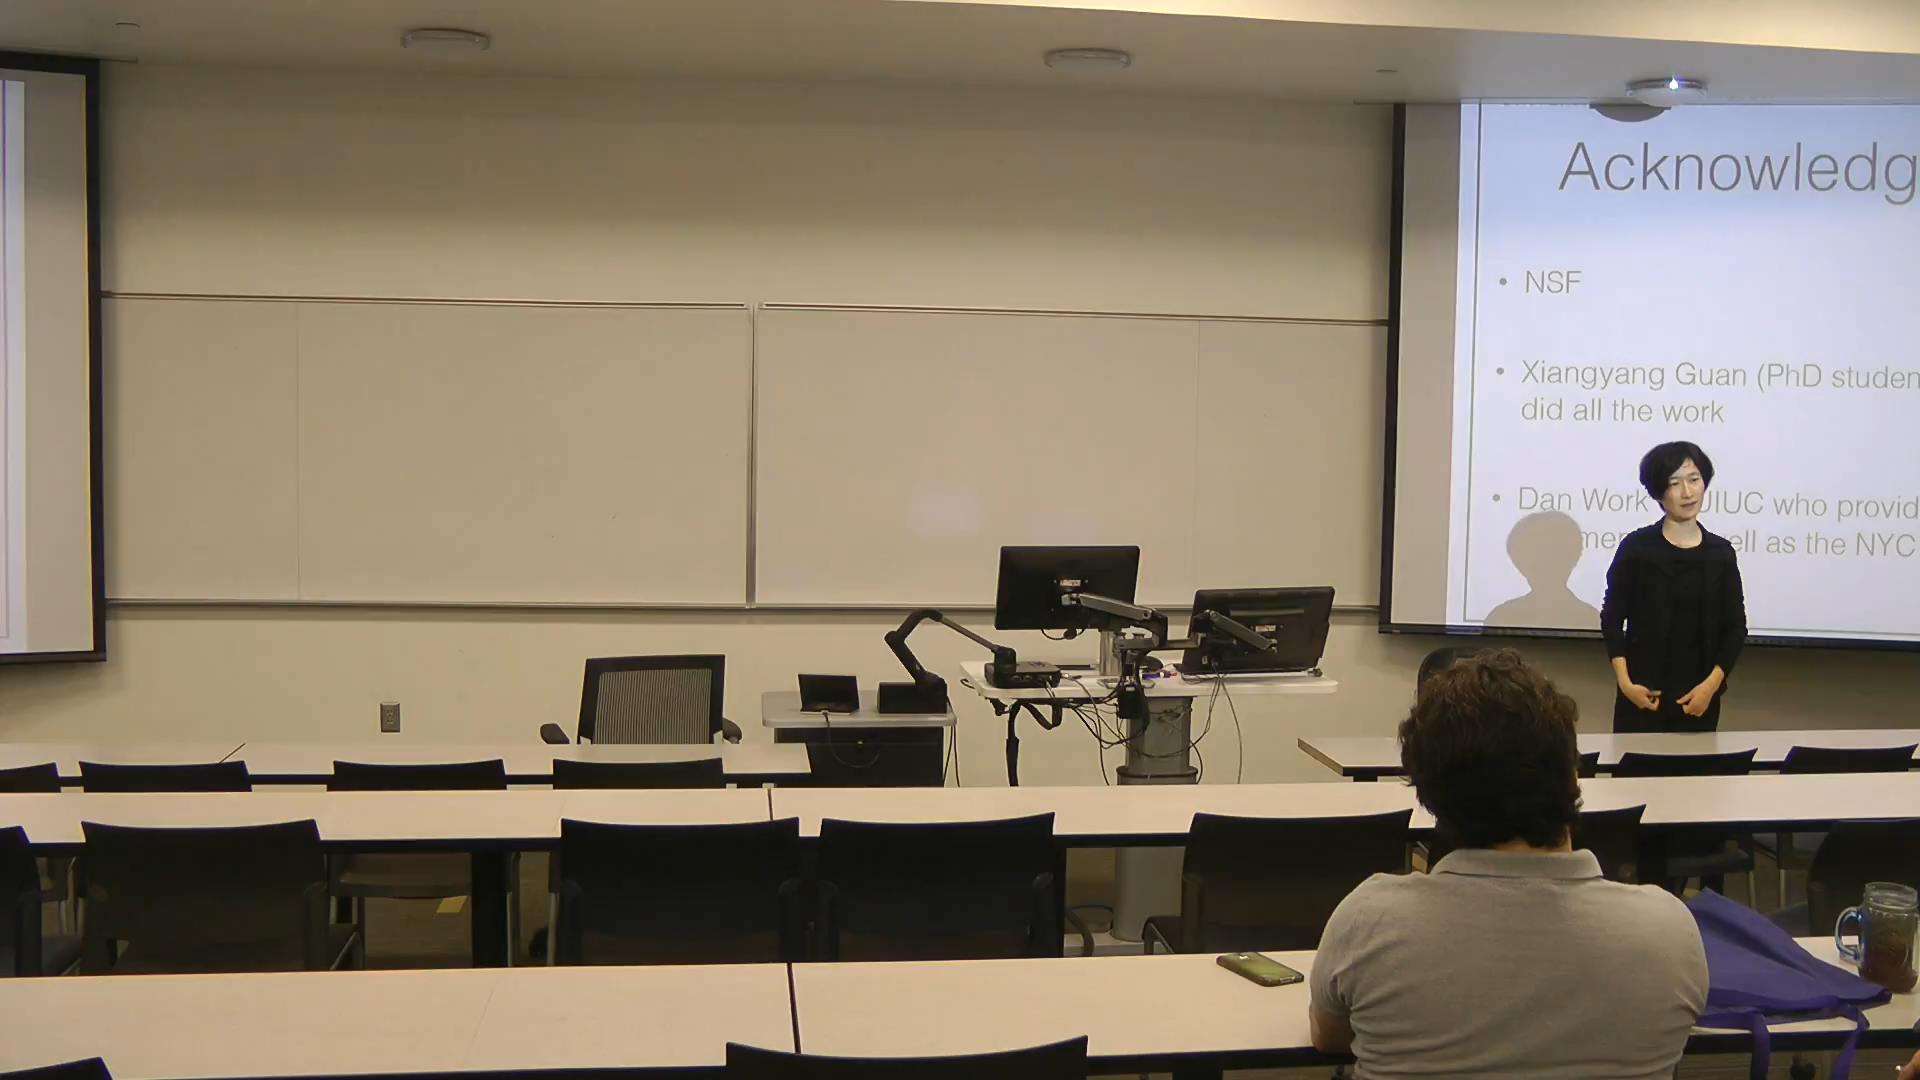 Acknowledg
• NSF
• Xiangyang Guan (PhD studen
did all the work
• Dan Work UIUC who provid
ell as the NYC